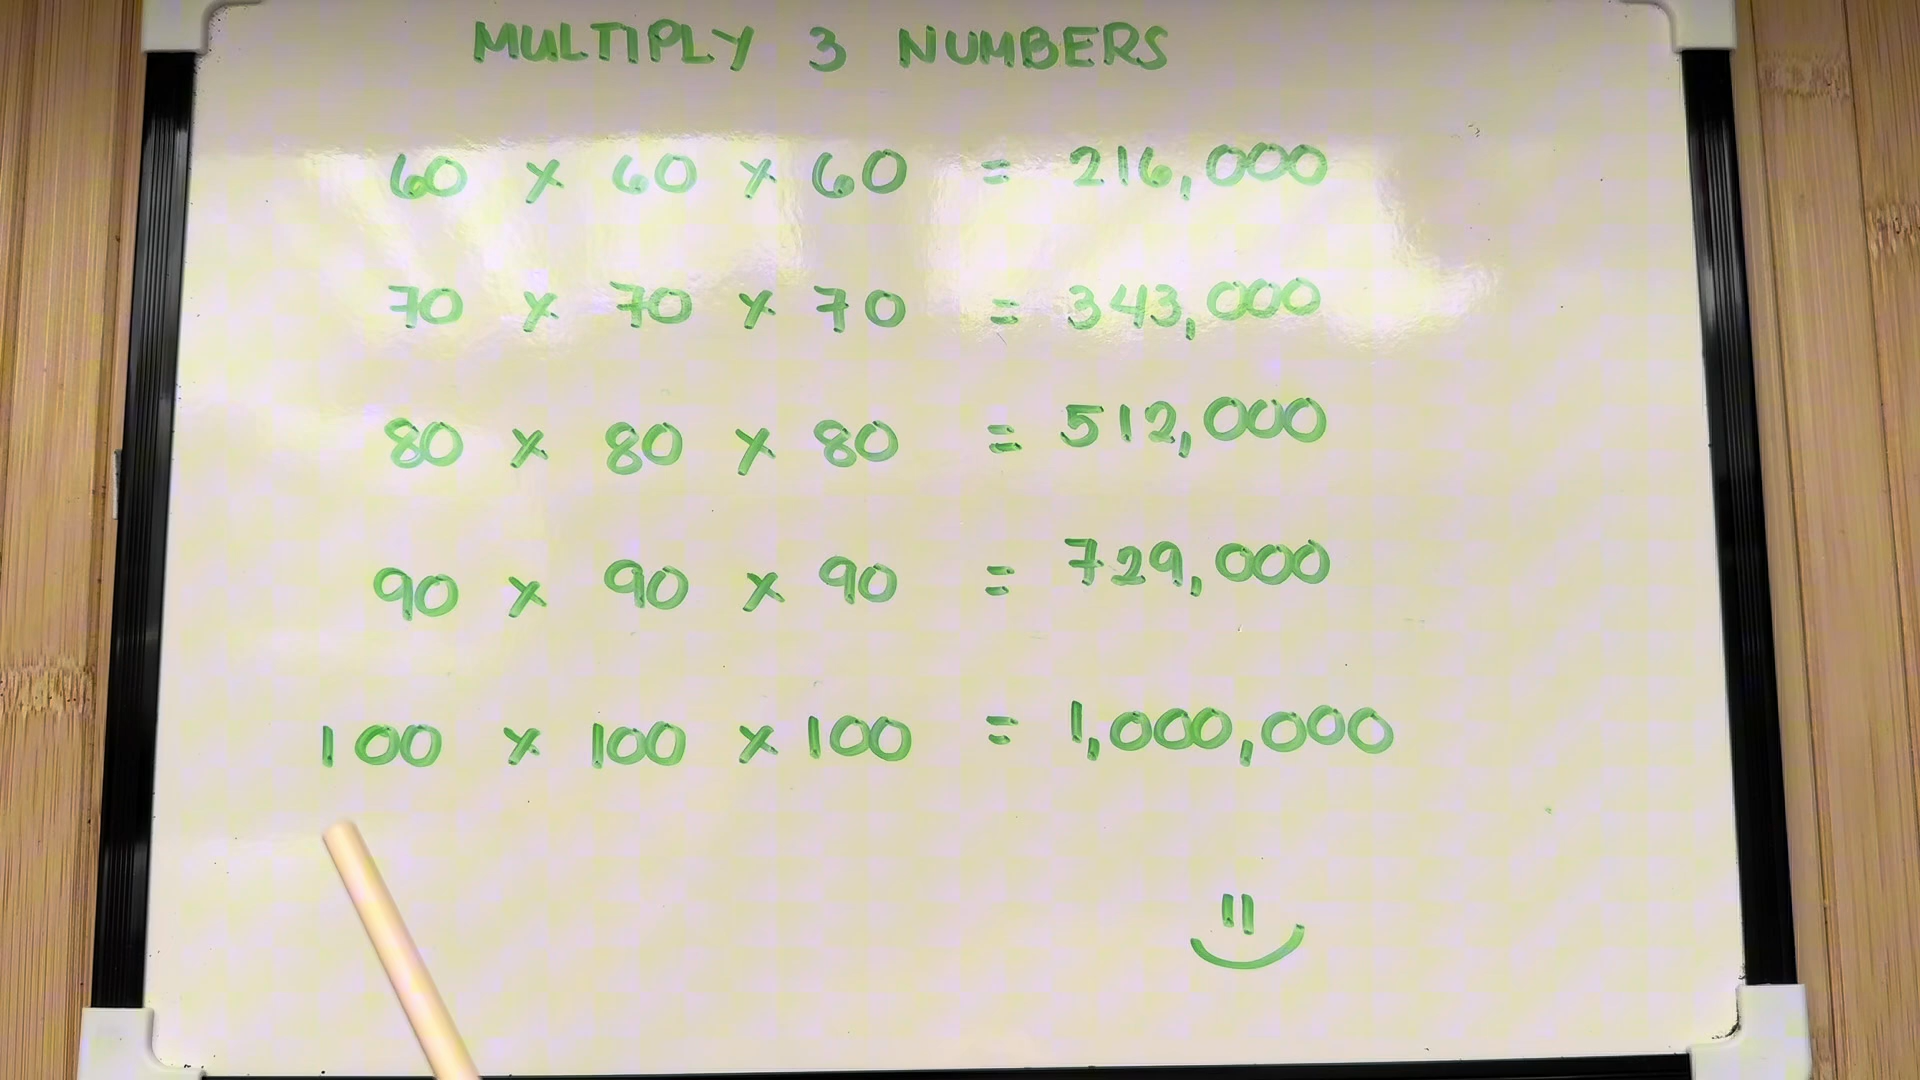 MULTIPLY 3 NUMBERS
60 x 60 x 60 = 216,000
70 x 70 x 70 = 343,000
80 x 80 x 80 = 512,000
90 x 90 x 90 = 729,000
100 x 100 x 100 = 1,000,000